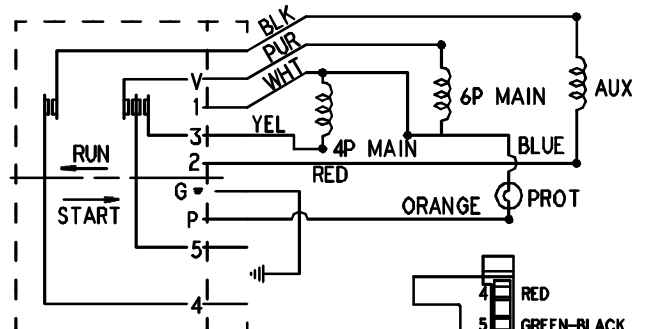 BLK
PUR
WHT
V
1
3
2
G
P
5
4
YEL
RED
4P MAIN
6P MAIN
AUX
BLUE
PROT
ORANGE
RUN
START
4 RED
5 GREEN-BLACK